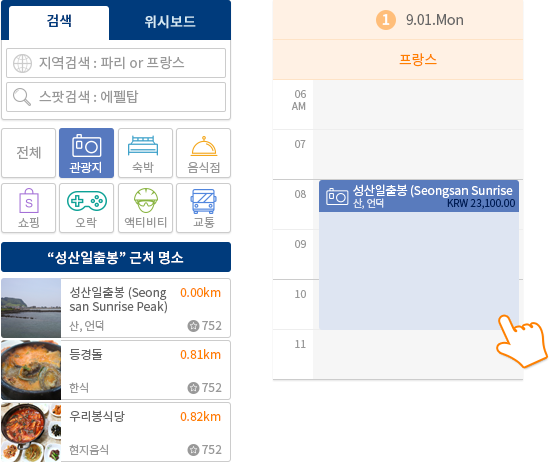 검색
위시보드
지역검색 : 파리 or 프랑스
스팟검색 : 에펠탑
전체
관광지
숙박
음식점
S
쇼핑
오락
액티비티
교통
“성산일출봉” 근처 명소
성산일출봉 (Seong
san Sunrise Peak)
0.00km
산, 언덕
752
등경돌
0.81km
한식
752
우리봉식당
0.82km
현지음식
752
1
9.01.Mon
프랑스
06
AM
07
08
성산일출봉 (Seongsan Sunrise
산, 언덕
KRW 23,100.00
09
10
11